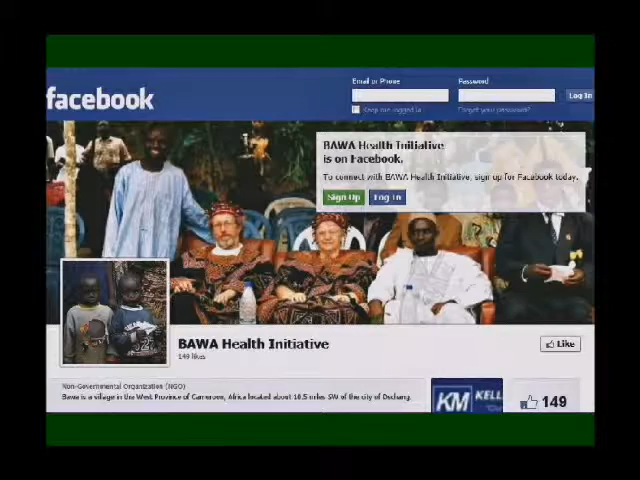 Email or Phone
Password
facebook
Log In
Keep me logged in
Forgot your password?
BAWA Health Initiative
is on Facebook.
To connect with BAWA Health Initiative, sign up for Facebook today.
Sign Up
Log In
BAWA Health Initiative
149 likes
Like
Non-Governmental Organization (NGO)
Bawa is a village in the West Province of Cameroon, Africa located about 10.5 miles SW of the city of Dschang.
KM
KELL
149